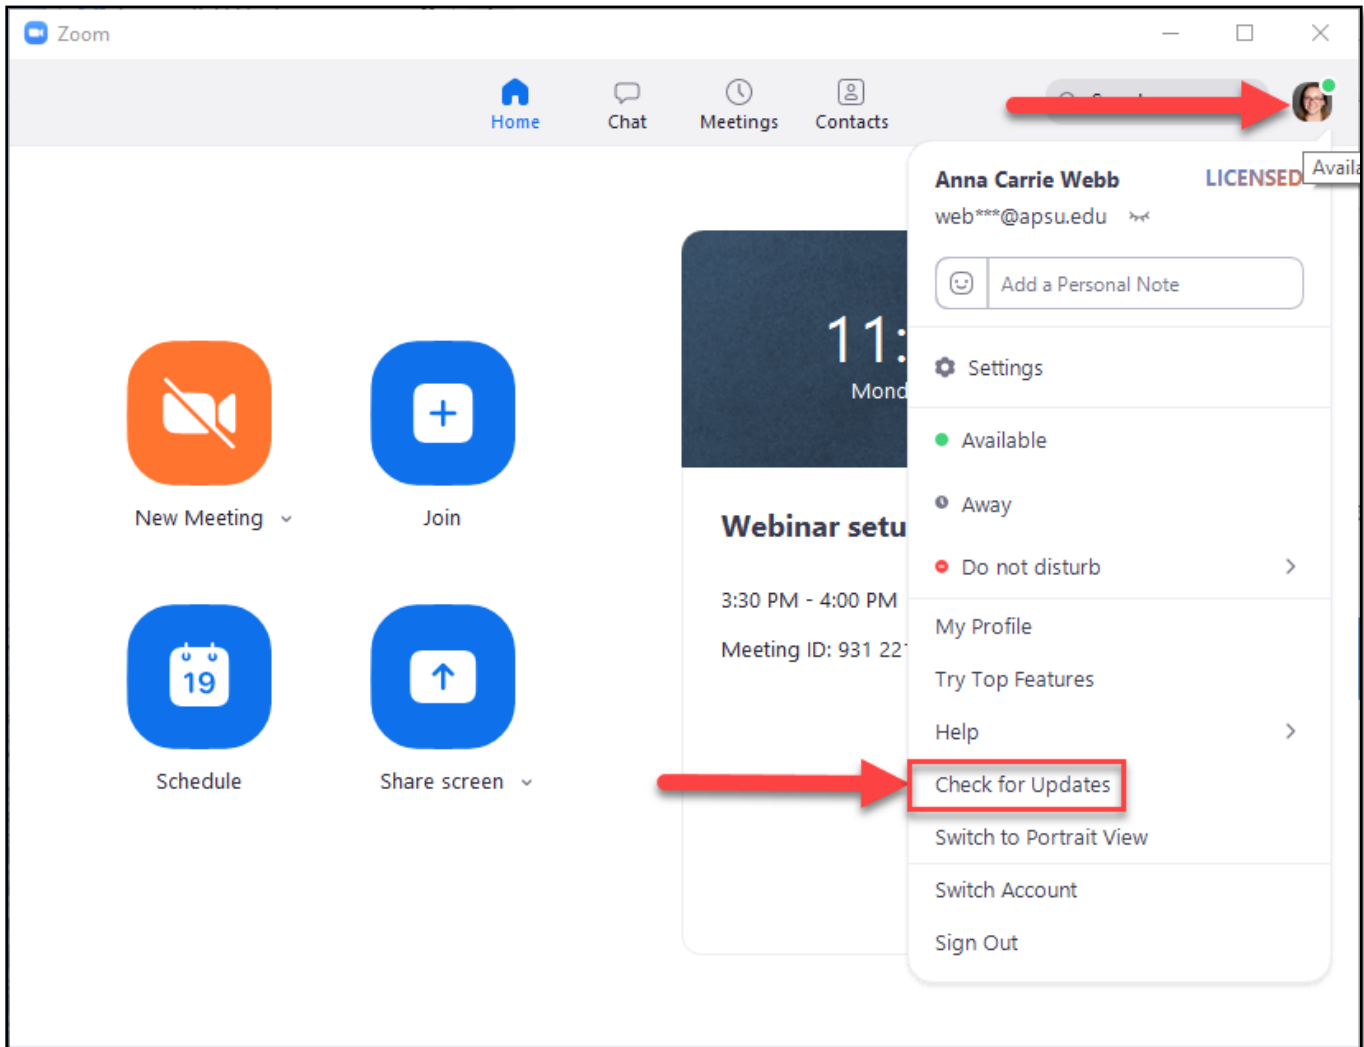 Zoom
Home
Chat
Meetings
Contacts
Anna Carrie Webb
LICENSED
web***@apsu.edu
Add a Personal Note
Settings
Available
Away
Do not disturb
My Profile
Try Top Features
Help
Check for Updates
Switch to Portrait View
Switch Account
Sign Out
11:
Mond
Webinar setu
3:30 PM - 4:00 PM
Meeting ID: 931 22
New Meeting
Join
19
Schedule
Share screen